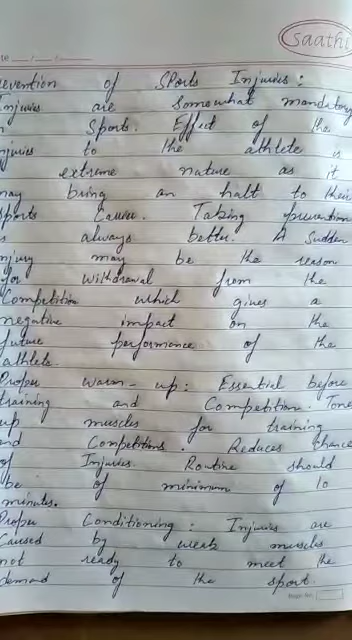 Saathi
evention of Sports Injuries :
Injuries are somewhat mandatory
n Sports. Effect of the
njuries to the athlete is
extreme nature as it
may bring an halt to their
sports Career. Taking prevention
s always better. A Sudden
njury may be the reason
for withdrawal from the
Competition which gives a
negative impact on the
future performance of the
athlete.
Proper warm-up : Essential before
training and Competition. Tone
up muscles for training
and Competitions. Reduces chance
of Injuries. Routine should
be of minimum of 10
minutes.
Proper Conditioning : Injuries are
Caused by weak muscles
not ready to meet the
demand of the sport.
Page No.